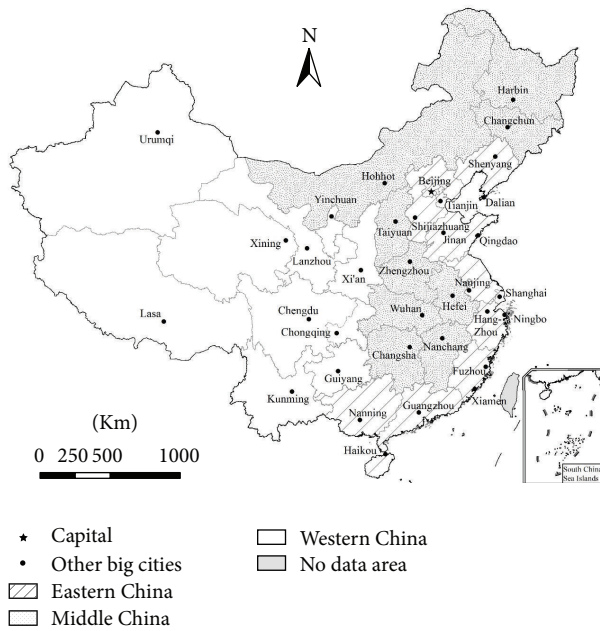 N
Harbin
Changchun
Urumqi
Shenyang
Hohhot
Beijing
Yinchuan
Tianjin
Dalian
Taiyuan
Shijiazhuang
Xining
Jinan
Qingdao
Lanzhou
Zhengzhou
Xi'an
Nanjing
Shanghai
Chengdu
Wuhan
Hefei
Lasa
Hang-
Zhou
Ningbo
Chongqing
Nanchang
Changsha
Guiyang
Fuzhou
Kunming
Xiamen
(Km)
Guangzhou
Nanning
Haikou
0 250 500 1000
South China
Sea Islands
Capital
Other big cities
Eastern China
Middle China
Western China
No data area